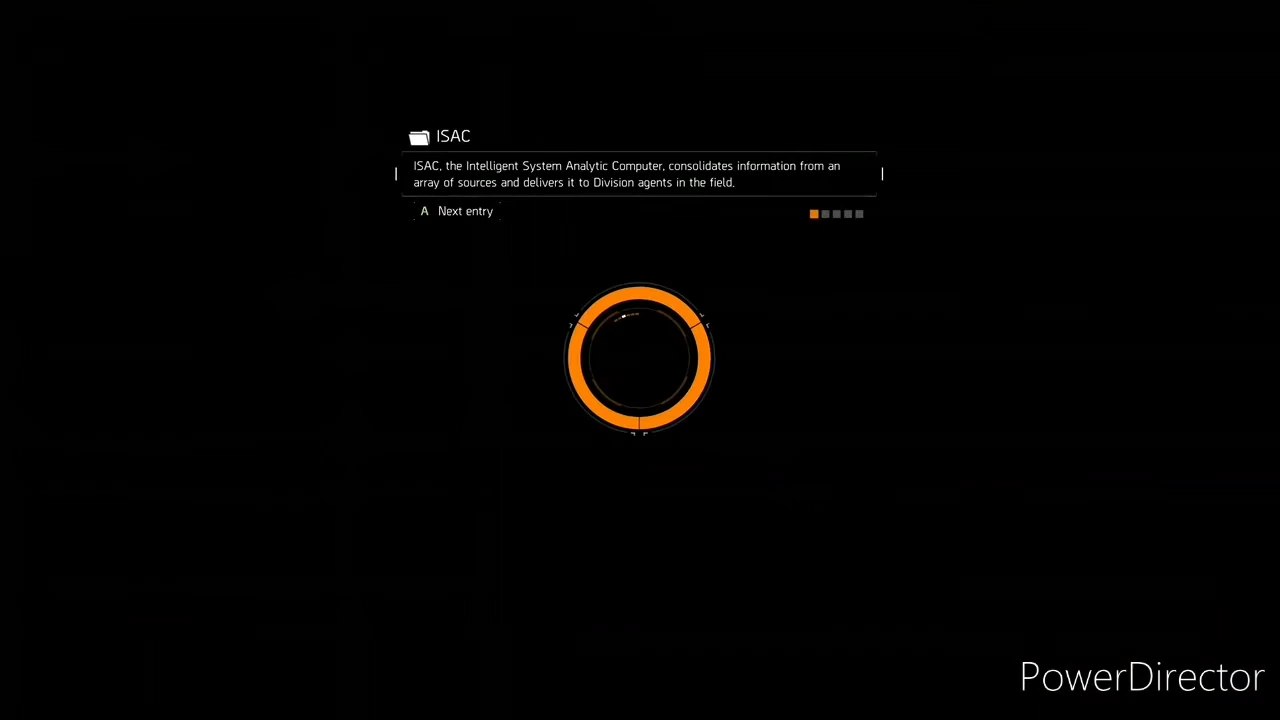 ISAC
ISAC, the Intelligent System Analytic Computer, consolidates information from an
array of sources and delivers it to Division agents in the field.
A Next entry
PowerDirector